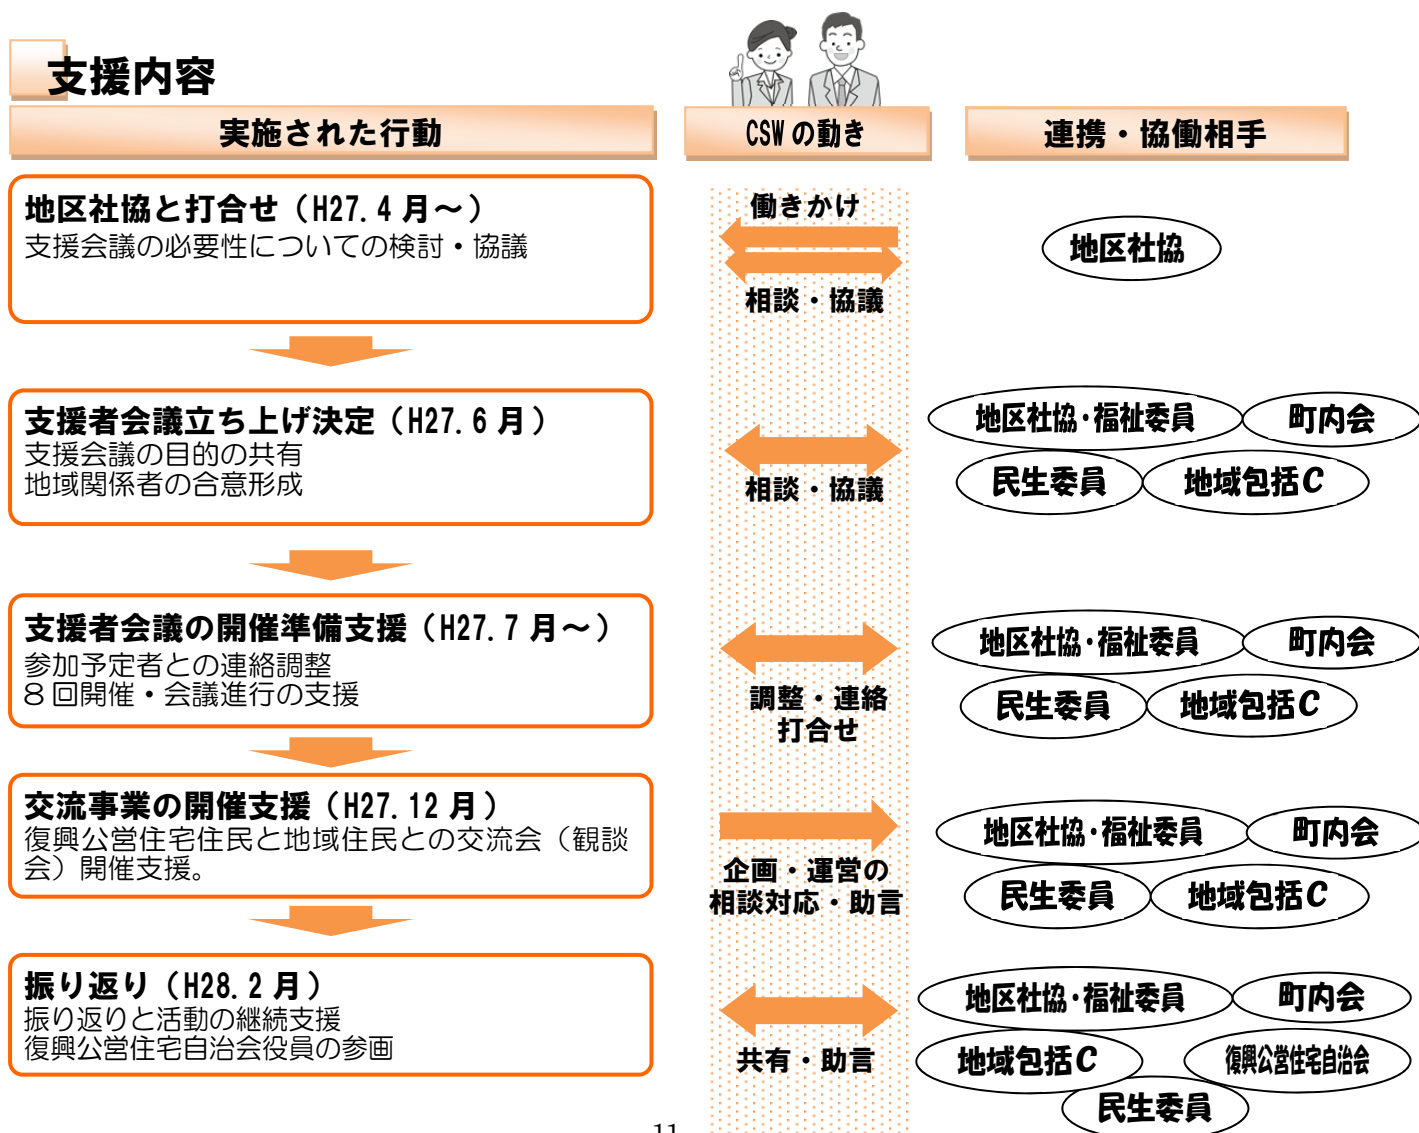 支援内容
実施された行動
CSWの動き
連携・協働相手
地区社協と打合せ（H27.4月～）
支援会議の必要性についての検討・協議
働きかけ
相談・協議
地区社協
支援者会議立ち上げ決定（H27.6月）
支援会議の目的の共有
地域関係者の合意形成
相談・協議
地区社協・福祉委員
町内会
民生委員
地域包括C
支援者会議の開催準備支援（H27.7月～）
参加予定者との連絡調整
8回開催・会議進行の支援
調整・連絡
打合せ
地区社協・福祉委員
町内会
民生委員
地域包括C
交流事業の開催支援（H27.12月）
復興公営住宅住民と地域住民との交流会（観談
会）開催支援。
企画・運営の
相談対応・助言
地区社協・福祉委員
町内会
民生委員
地域包括C
振り返り（H28.2月）
振り返りと活動の継続支援
復興公営住宅自治会役員の参画
共有・助言
地区社協・福祉委員
町内会
地域包括C
復興公営住宅自治会
民生委員
11